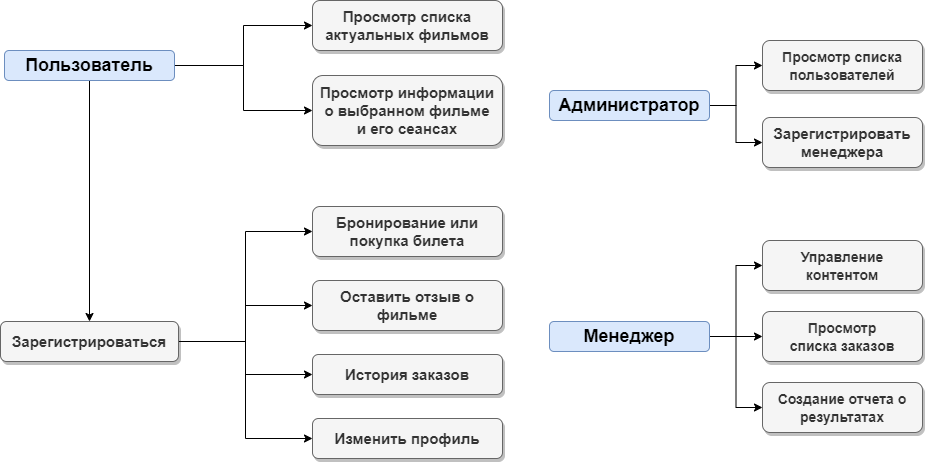 Пользователь
Просмотр списка
актуальных фильмов
Просмотр информации
о выбранном фильме
и его сеансах
Зарегистрироваться
Бронирование или
покупка билета
Оставить отзыв о
фильме
История заказов
Изменить профиль
Администратор
Просмотр списка
пользователей
Зарегистрировать
менеджера
Менеджер
Управление
контентом
Просмотр
списка заказов
Создание отчета о
результатах